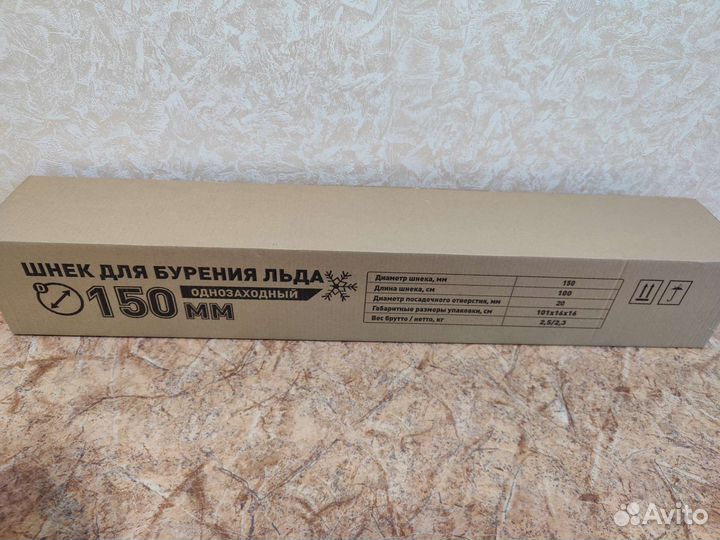 ШНЕК ДЛЯ БУРЕНИЯ ЛЬДА
D
150 ММ
ОДНОЗАХОДНЫЙ
Диаметр шнека, мм 150
Длина шнека, см 100
Диаметр посадочного отверстия, мм 20
Габаритные размеры упаковки, см 101x16x16
Вес брутто / нетто, кг 2,5/2,3
Avito